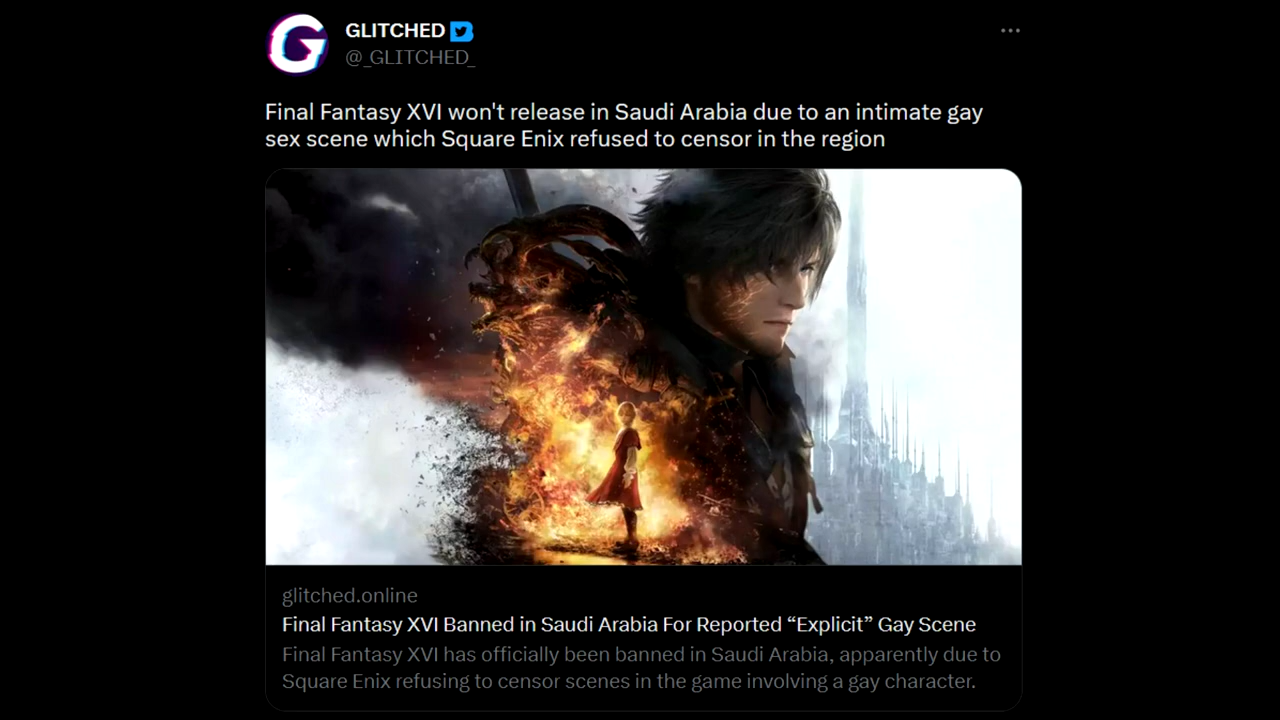 GLITCHED
@_GLITCHED_
Final Fantasy XVI won't release in Saudi Arabia due to an intimate gay
sex scene which Square Enix refused to censor in the region
glitched.online
Final Fantasy XVI Banned in Saudi Arabia For Reported “Explicit” Gay Scene
Final Fantasy XVI has officially been banned in Saudi Arabia, apparently due to
Square Enix refusing to censor scenes in the game involving a gay character.